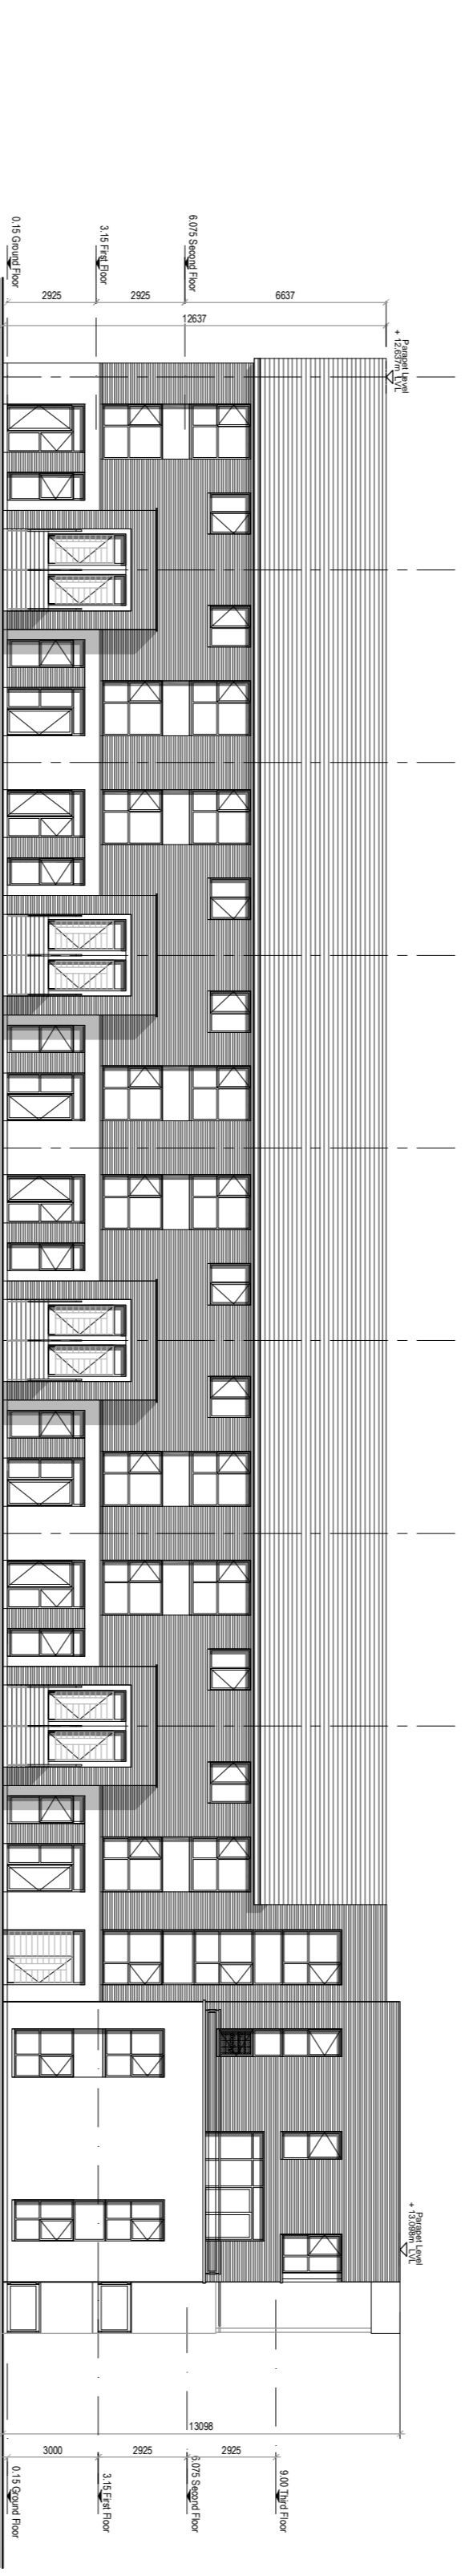 6.075 Second Floor
3.15 First Floor
0.15 Ground Floor
6637
2925
2925
12637
Parapet Level
+ 12.637m LVL
Parapet Level
+ 13.098m LVL
13098
2925
2925
3000
9.00 Third Floor
6.075 Second Floor
3.15 First Floor
0.15 Ground Floor